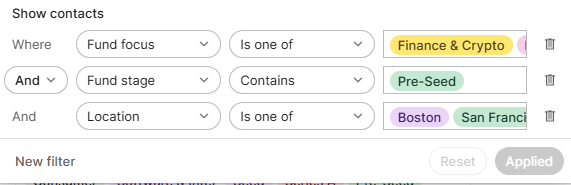 Show contacts
Where Fund focus Is one of Finance & Crypto
And Fund stage Contains Pre-Seed
And Location Is one of Boston San Franci
New filter Reset Applied